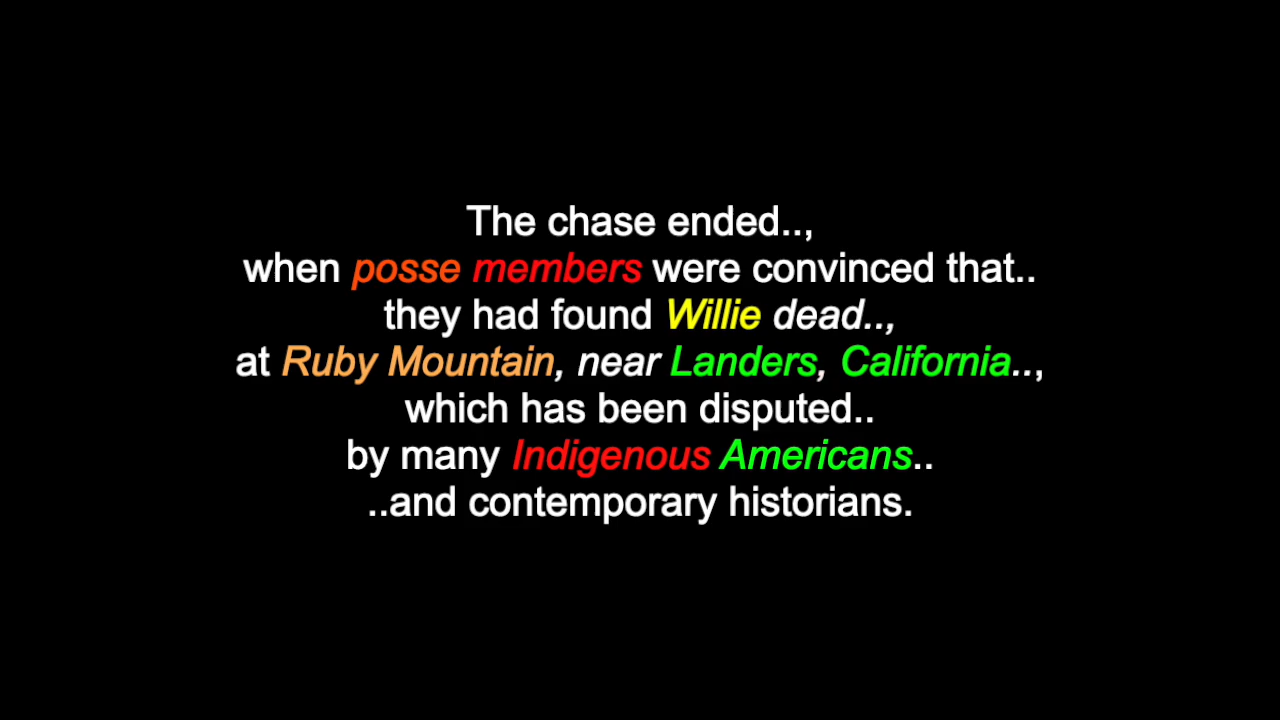 The chase ended..,
when posse members were convinced that..
they had found Willie dead..,
at Ruby Mountain, near Landers, California..,
which has been disputed..
by many Indigenous Americans..
..and contemporary historians.